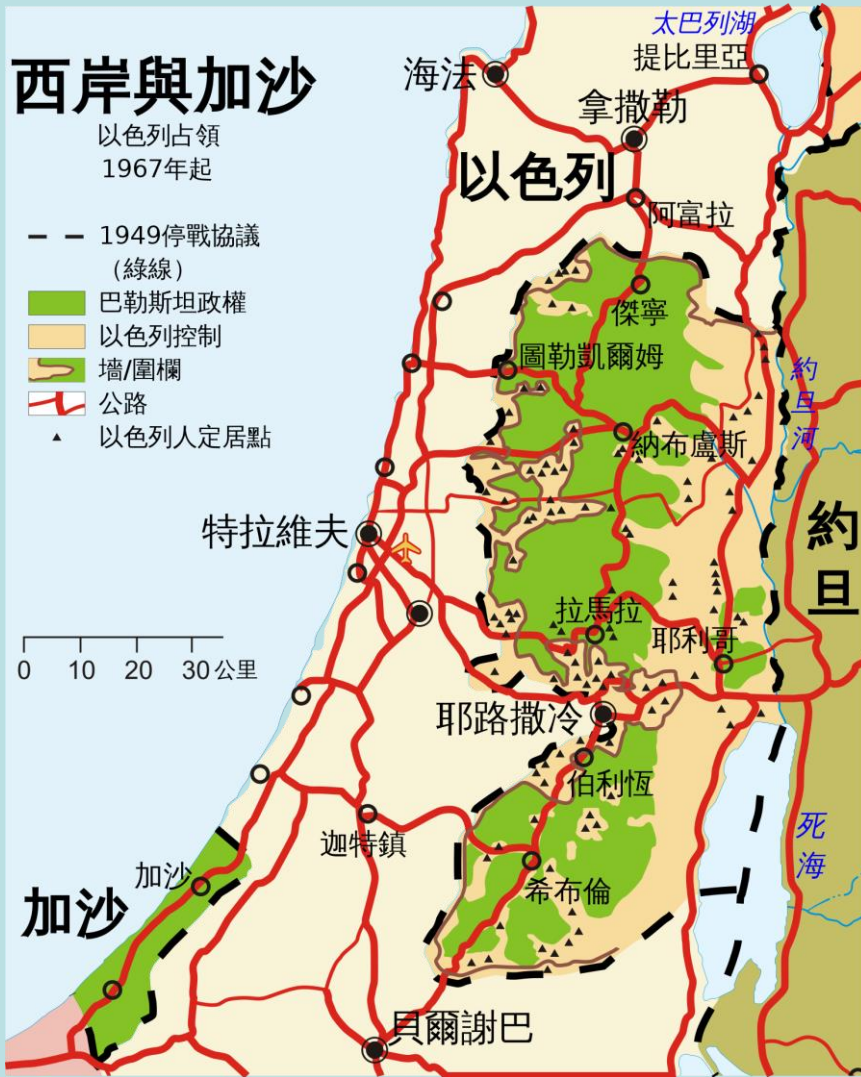 西岸與加沙
以色列占領
1967年起
1949停戰協議
（綠線）
巴勒斯坦政權
以色列控制
墻/圍欄
公路
以色列人定居點
太巴列湖
提比里亞
海法
拿撒勒
以色列
阿富拉
傑寧
圖勒凱爾姆
約旦河
納布盧斯
特拉維夫
約旦
拉馬拉
耶利哥
0 10 20 30 公里
耶路撒冷
伯利恆
迦特鎮
死海
加沙
希布倫
加沙
貝爾謝巴